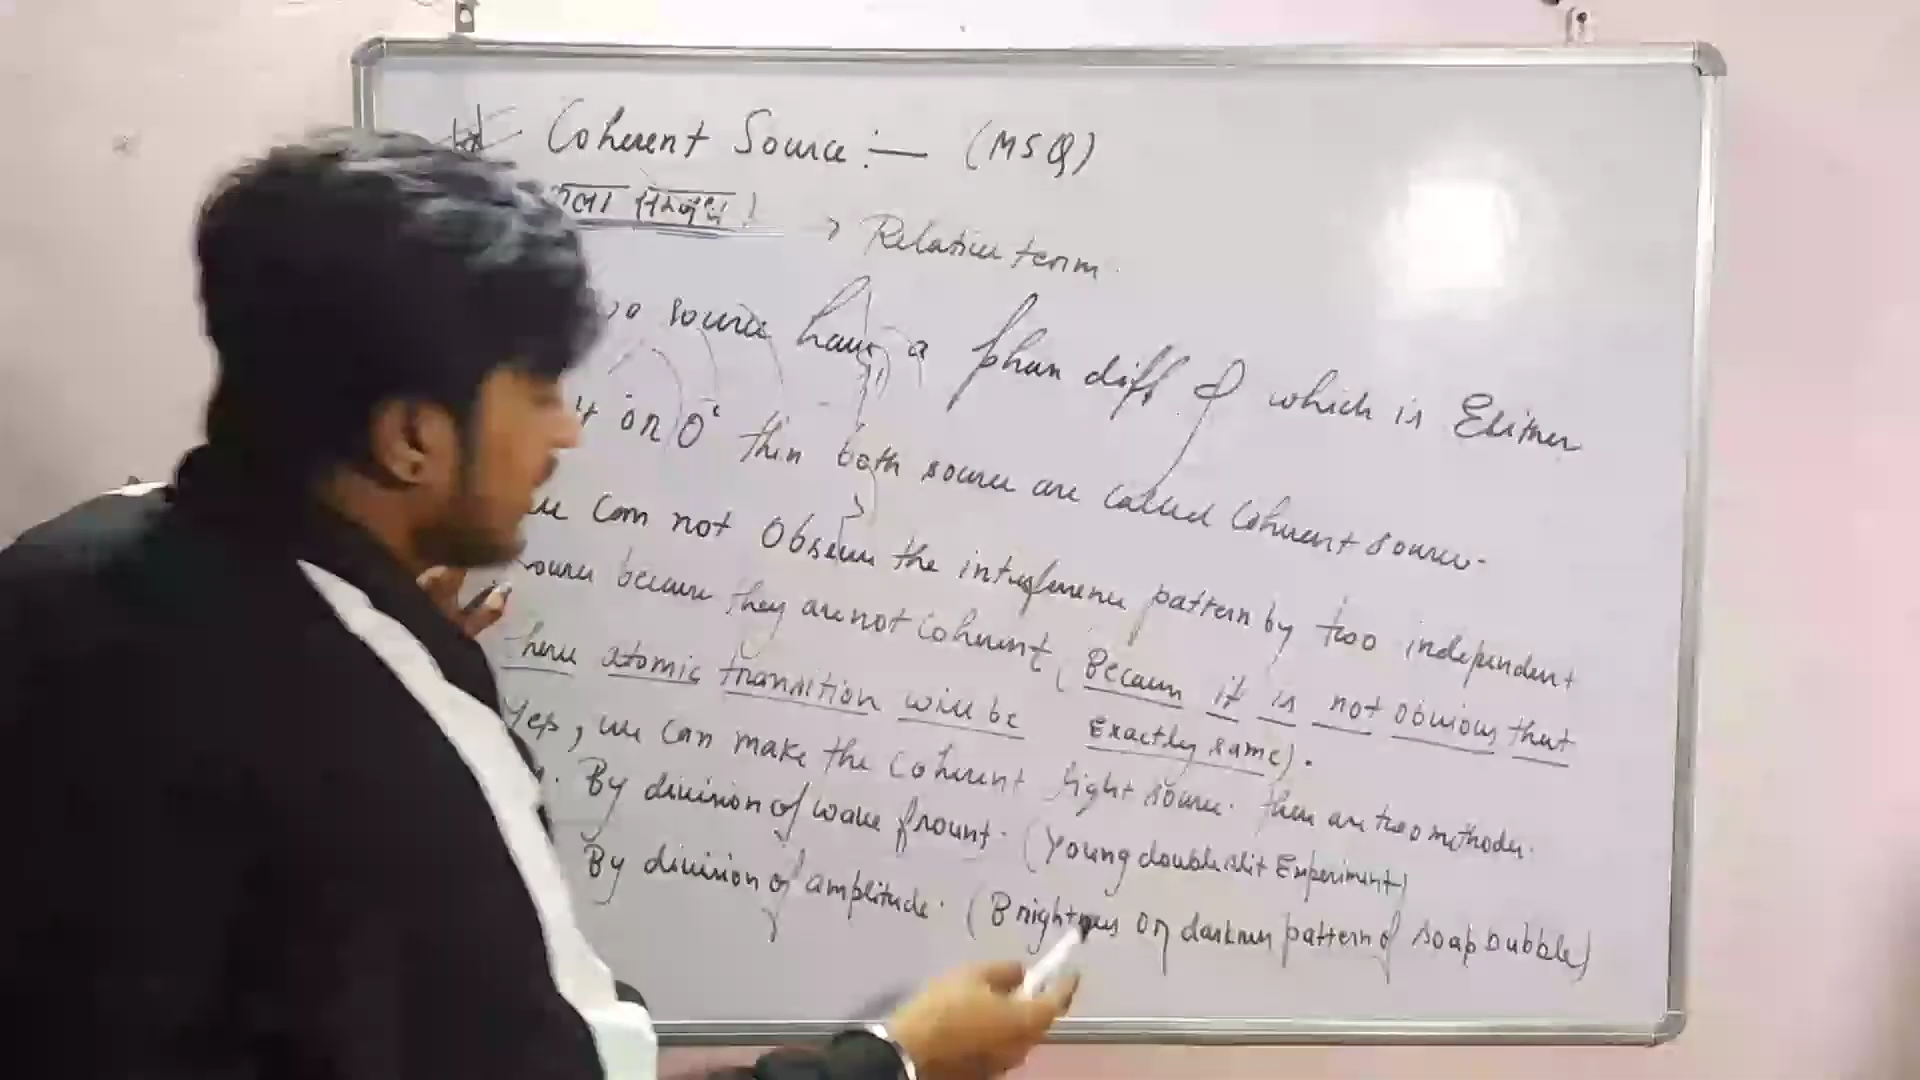 Coherent Source :— (MSQ)
कला
→ Relative term
source have a phase diff of which is Either
or 0° then both source are called Coherent source.
we can not Observe the interference pattern by two independent
source because they are not coherent (Because it is not obvious that
there atomic transition will be Exactly same).
Yes, we can make the coherent light source. there are two methods.
By division of wave frount. (Young double slit Experiment)
By division of amplitude. (Brightness or darkness pattern of soap bubble)